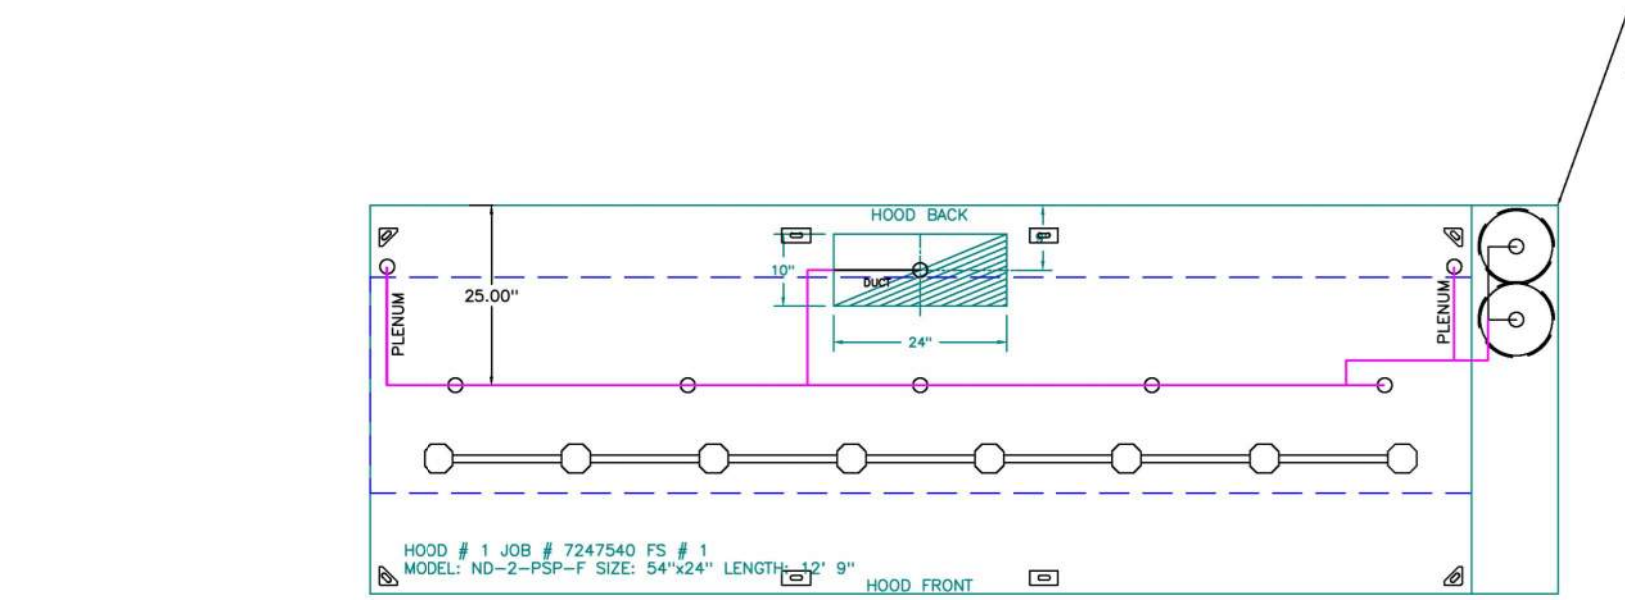 HOOD BACK
10"
DUCT
25.00"
PLENUM
PLENUM
24"
HOOD # 1 JOB # 7247540 FS # 1
MODEL: ND-2-PSP-F SIZE: 54"x24" LENGTH: 12' 9"
HOOD FRONT